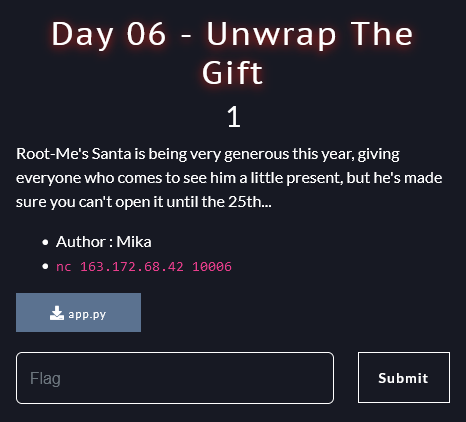 Day 06 - Unwrap The
Gift
1
Root-Me's Santa is being very generous this year, giving
everyone who comes to see him a little present, but he's made
sure you can't open it until the 25th...
• Author : Mika
• nc 163.172.68.42 10006
app.py
Flag
Submit